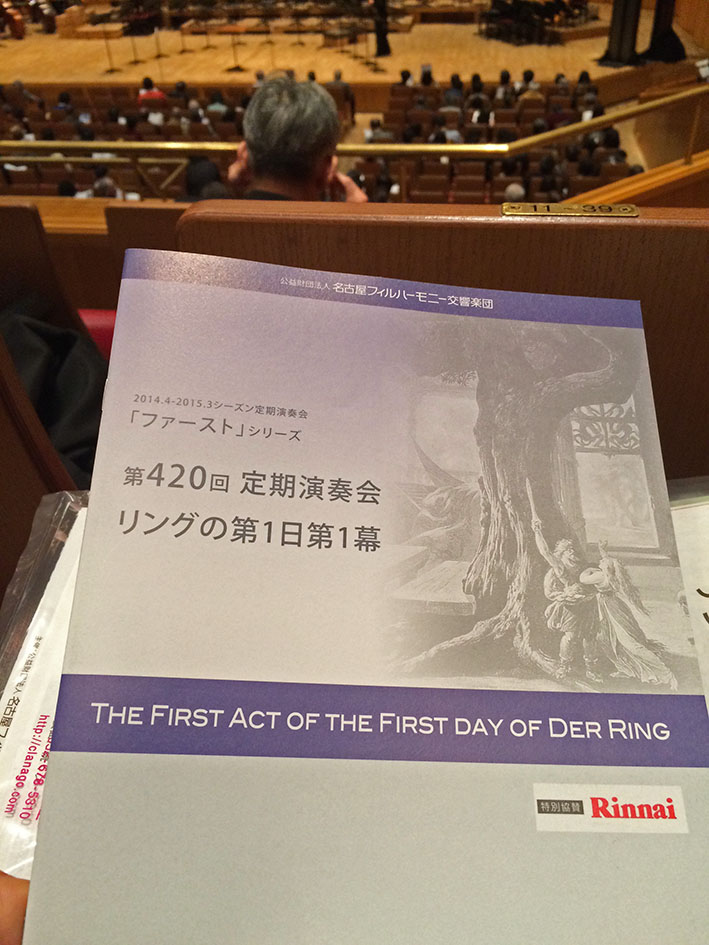 11 - 39
公益財団法人 名古屋フィルハーモニー交響楽団
2014.4-2015.3シーズン定期演奏会
「ファースト」シリーズ
第420回 定期演奏会
リングの第1日第1幕
THE FIRST ACT OF THE FIRST DAY OF DER RING
特別協賛 Rinnai
http://clanago.com/